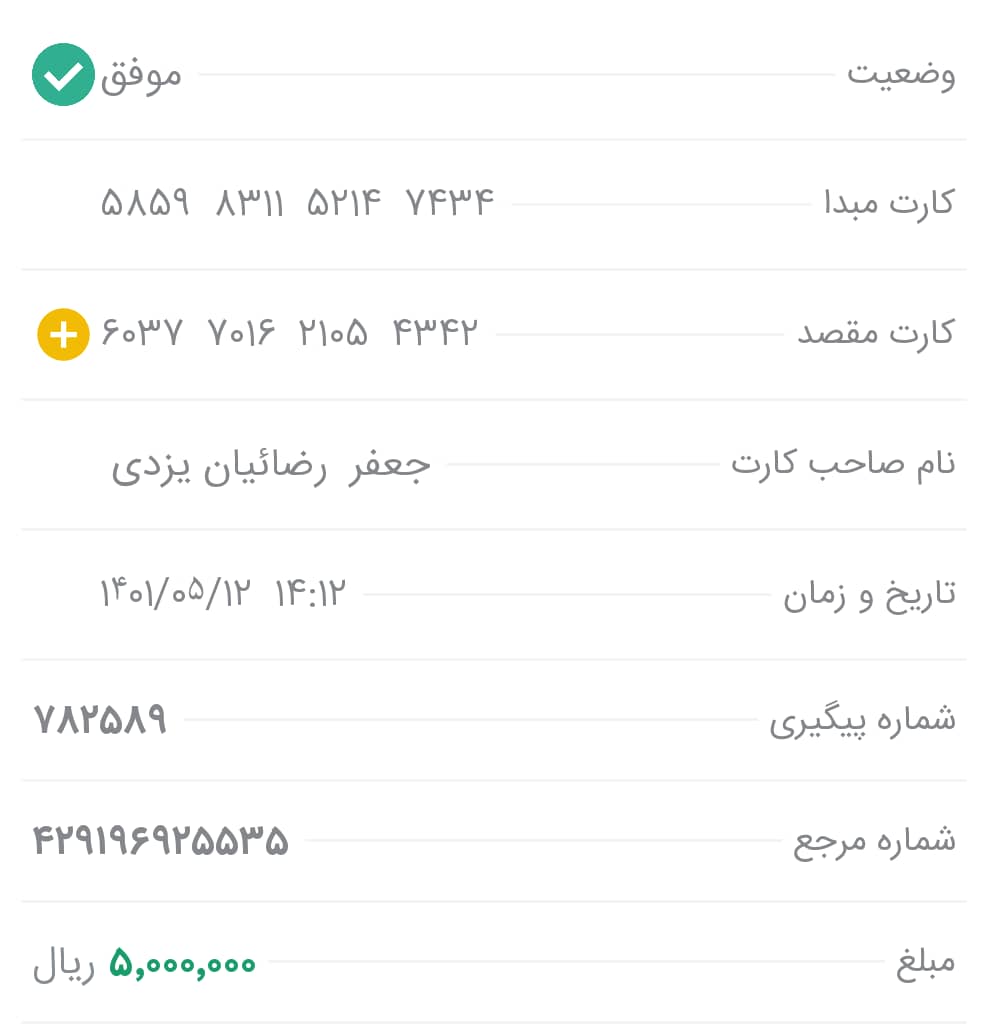 وضعیت موفق
کارت مبدا ۵۸۵۹ ۸۳۱۱ ۵۲۱۴ ۷۴۳۴
کارت مقصد ۶۰۳۷ ۷۰۱۶ ۲۱۰۵ ۴۳۴۲
نام صاحب کارت جعفر رضائیان یزدی
تاریخ و زمان ۱۴۰۱/۰۵/۱۲ ۱۴:۱۲
شماره پیگیری ۷۸۲۵۸۹
شماره مرجع ۴۲۹۱۹۶۹۲۵۵۳۵
مبلغ ۵,۰۰۰,۰۰۰ ریال